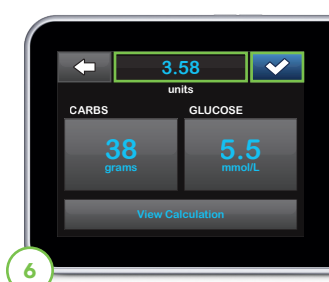 3.58
units
CARBS GLUCOSE
38 5.5
grams mmol/L
View Calculation
6